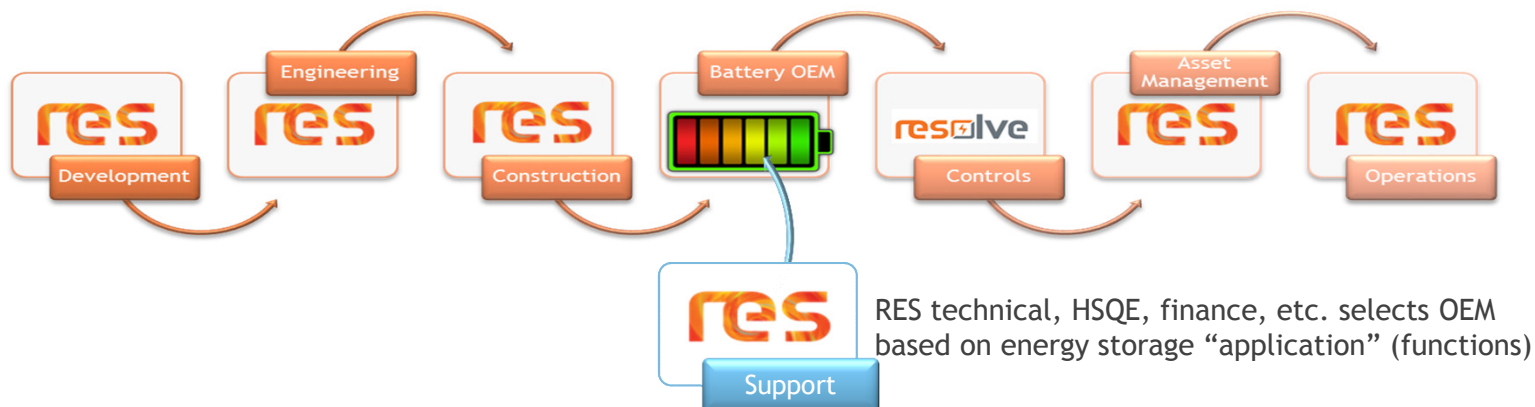 res
Development
Engineering
res
res
Construction
Battery OEM
resolve
Controls
Asset
Management
res
res
Operations
res
Support
RES technical, HSQE, finance, etc. selects OEM
based on energy storage “application” (functions)